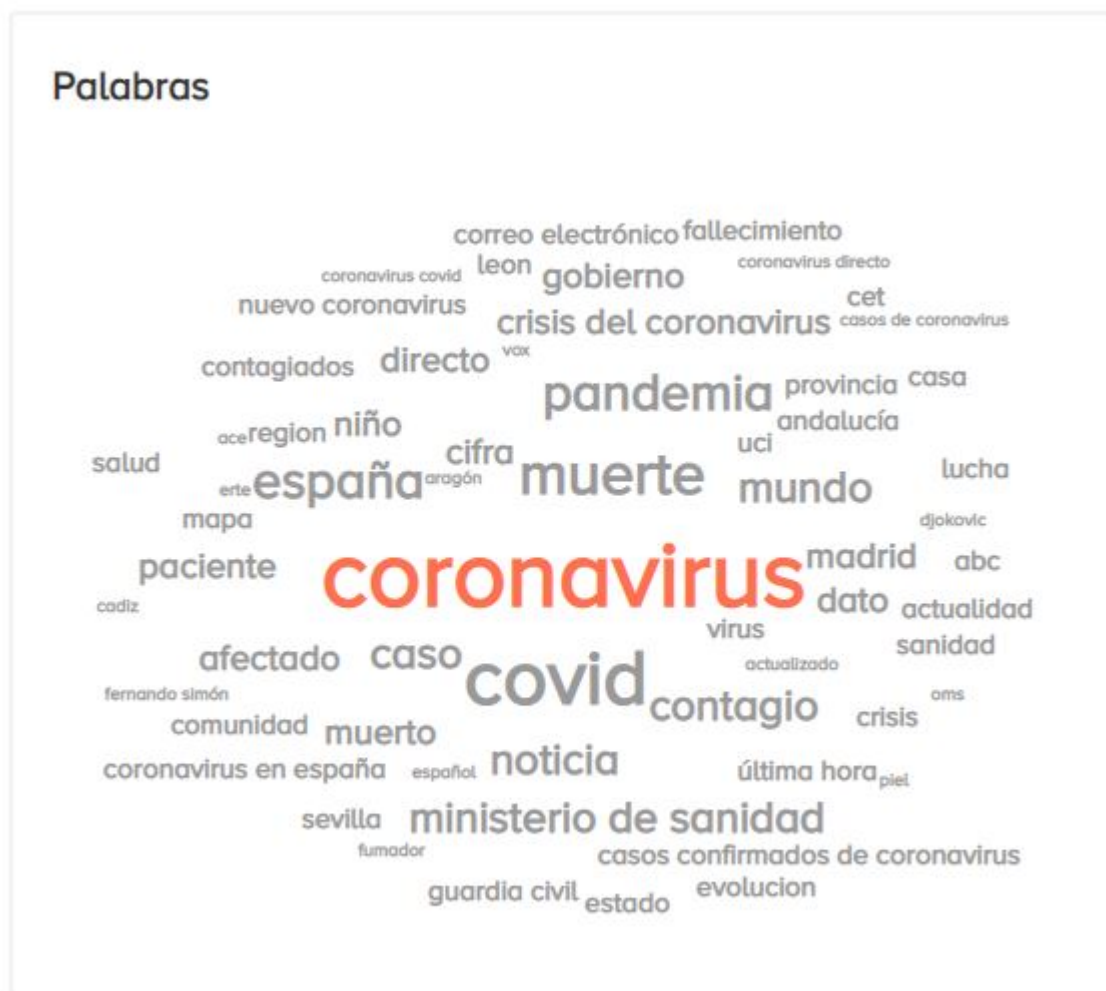 Palabras
correo electrónico fallecimiento
coronavirus covid leon gobierno coronavirus directo
nuevo coronavirus cet
crisis del coronavirus casos de coronavirus
contagiados directo vox
pandemia provincia casa
ace region niño andalucía
salud cifra uci lucha
erte españa aragón muerte mundo
mapa djokovic
paciente coronavirus madrid abc
cadiz dato actualidad
virus sanidad
afectado caso covid actualizado
fernando simón contagio crisis oms
comunidad muerto
coronavirus en españa español noticia última hora piel
sevilla ministerio de sanidad
fumador casos confirmados de coronavirus
guardia civil estado evolucion